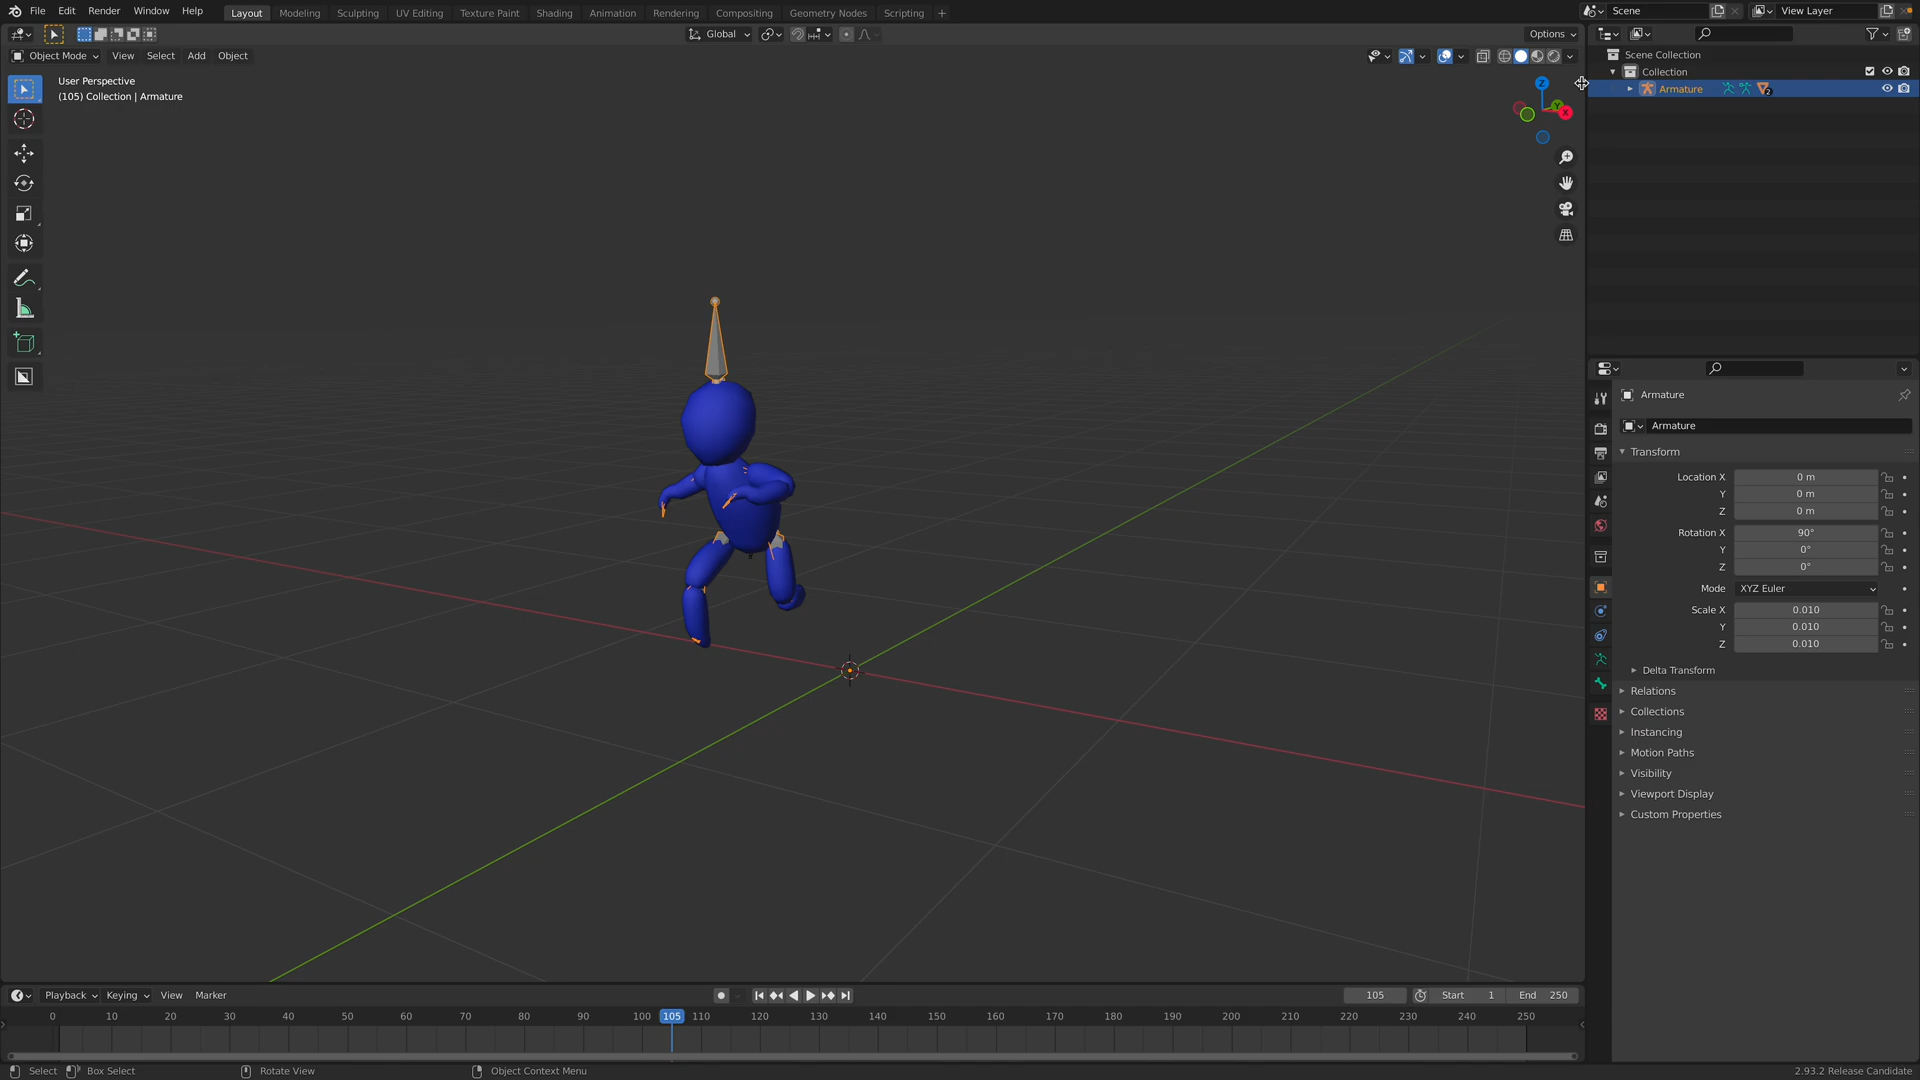 File Edit Render Window Help Layout Modeling Sculpting UV Editing Texture Paint Shading Animation Rendering Compositing Geometry Nodes Scripting + Scene View Layer
Global Options
Object Mode View Select Add Object
User Perspective
(105) Collection | Armature
Z
Y
X
Scene Collection
Collection
Armature 2
Armature
Armature
Transform
Location X 0 m
Y 0 m
Z 0 m
Rotation X 90°
Y 0°
Z 0°
Mode XYZ Euler
Scale X 0.010
Y 0.010
Z 0.010
Delta Transform
Relations
Collections
Instancing
Motion Paths
Visibility
Viewport Display
Custom Properties
Playback Keying View Marker 105 Start 1 End 250
0 10 20 30 40 50 60 70 80 90 100 105 110 120 130 140 150 160 170 180 190 200 210 220 230 240 250
Select Box Select Rotate View Object Context Menu 2.93.2 Release Candidate